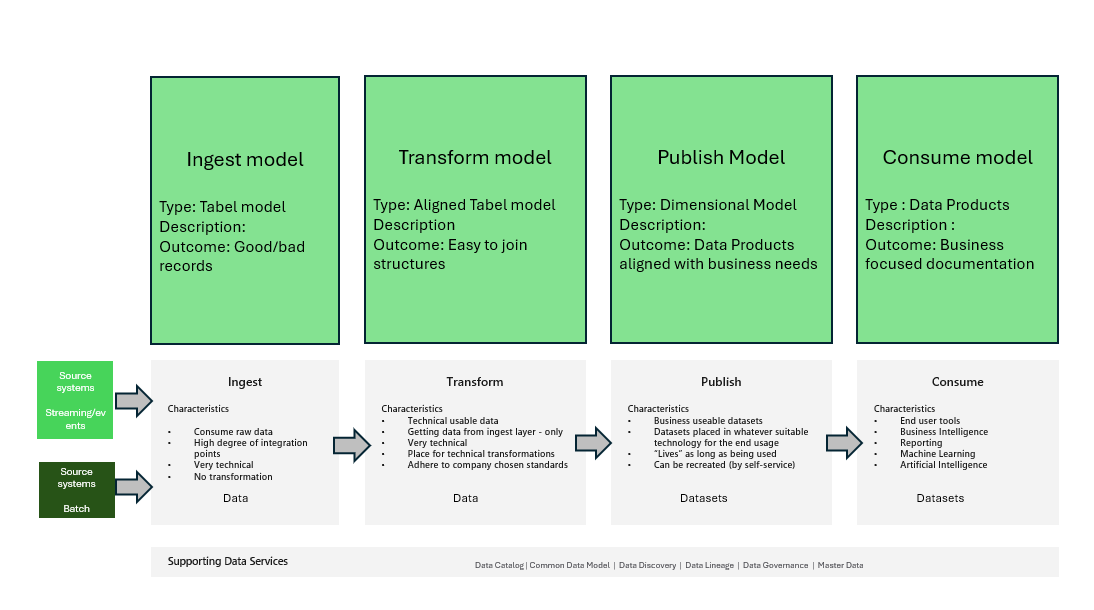 Ingest model
Type: Tabel model
Description:
Outcome: Good/bad
records
Transform model
Type: Aligned Tabel model
Description
Outcome: Easy to join
structures
Publish Model
Type: Dimensional Model
Description:
Outcome: Data Products
aligned with business needs
Consume model
Type : Data Products
Description :
Outcome: Business
focused documentation
Source
systems
Streaming/ev
ents
Source
systems
Batch
Ingest
Characteristics
• Consume raw data
• High degree of integration
points
• Very technical
• No transformation
Data
Transform
Characteristics
• Technical usable data
• Getting data from ingest layer - only
• Very technical
• Place for technical transformations
• Adhere to company chosen standards
Data
Publish
Characteristics
• Business useable datasets
• Datasets placed in whatever suitable
technology for the end usage
• "Lives" as long as being used
• Can be recreated (by self-service)
Datasets
Consume
Characteristics
• End user tools
• Business Intelligence
• Reporting
• Machine Learning
• Artificial Intelligence
Datasets
Supporting Data Services
Data Catalog | Common Data Model | Data Discovery | Data Lineage | Data Governance | Master Data